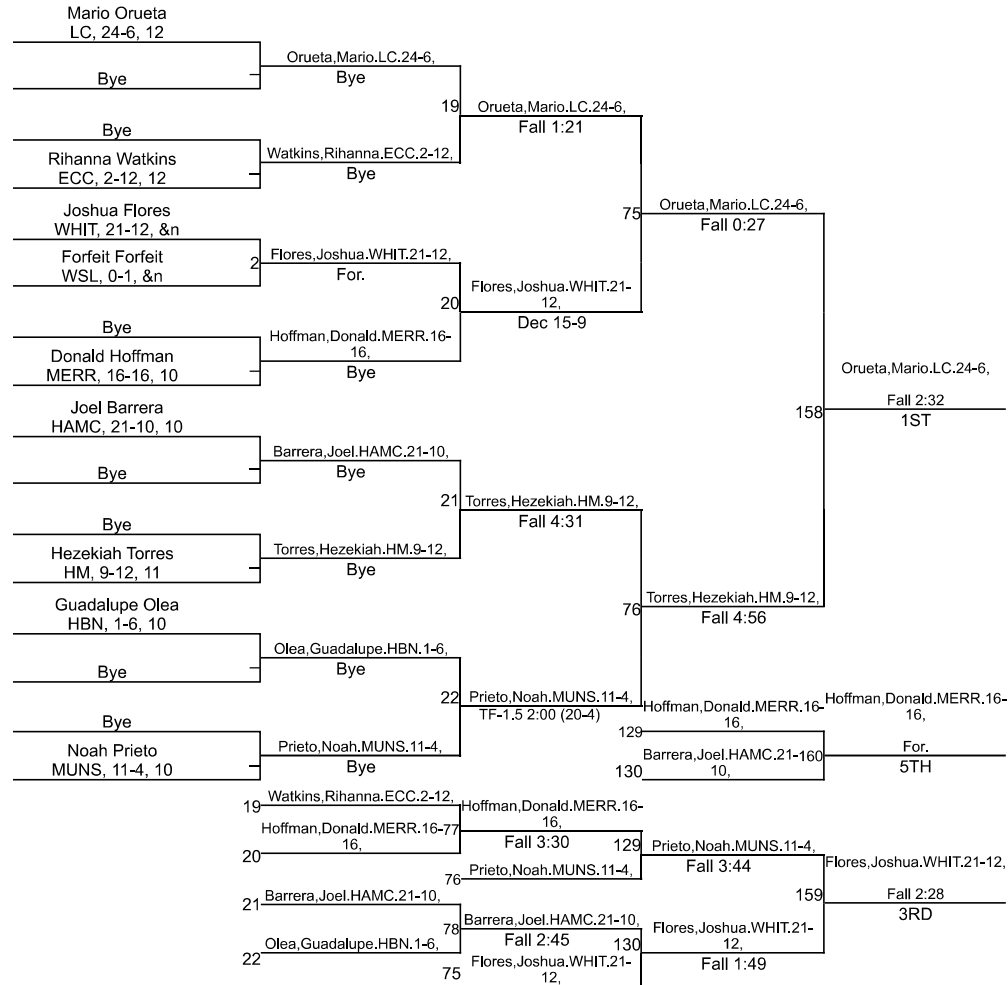 Mario Orueta
LC, 24-6, 12
Orueta,Mario.LC.24-6,
Bye
Bye
19
Orueta,Mario.LC.24-6,
Fall 1:21
Bye
Rihanna Watkins
ECC, 2-12, 12
Watkins,Rihanna.ECC.2-12,
Bye
Joshua Flores
WHIT, 21-12, &n
75
Orueta,Mario.LC.24-6,
Fall 0:27
Forfeit Forfeit
WSL, 0-1, &n
2
Flores,Joshua.WHIT.21-12,
For.
20
Flores,Joshua.WHIT.21-
12,
Dec 15-9
Bye
Donald Hoffman
MERR, 16-16, 10
Hoffman,Donald.MERR.16-
16,
Bye
Orueta,Mario.LC.24-6,
Fall 2:32
1ST
158
Joel Barrera
HAMC, 21-10, 10
Barrera,Joel.HAMC.21-10,
Bye
Bye
21
Torres,Hezekiah.HM.9-12,
Fall 4:31
Bye
Hezekiah Torres
HM, 9-12, 11
Torres,Hezekiah.HM.9-12,
Bye
Guadalupe Olea
HBN, 1-6, 10
76
Torres,Hezekiah.HM.9-12,
Fall 4:56
Olea,Guadalupe.HBN.1-6,
Bye
Bye
22
Prieto,Noah.MUNS.11-4,
TF-1.5 2:00 (20-4)
Bye
Noah Prieto
MUNS, 11-4, 10
Prieto,Noah.MUNS.11-4,
Bye
129
Hoffman,Donald.MERR.16-
16,
130
Barrera,Joel.HAMC.21-
10,
160
Hoffman,Donald.MERR.16-
16,
For.
5TH
19
Watkins,Rihanna.ECC.2-12,
20
Hoffman,Donald.MERR.16-
16,
77
Hoffman,Donald.MERR.16-
16,
Fall 3:30
76
Prieto,Noah.MUNS.11-4,
129
Prieto,Noah.MUNS.11-4,
Fall 3:44
21
Barrera,Joel.HAMC.21-10,
22
Olea,Guadalupe.HBN.1-6,
78
Barrera,Joel.HAMC.21-10,
Fall 2:45
75
Flores,Joshua.WHIT.21-
12,
130
Flores,Joshua.WHIT.21-
12,
Fall 1:49
159
Flores,Joshua.WHIT.21-12,
Fall 2:28
3RD